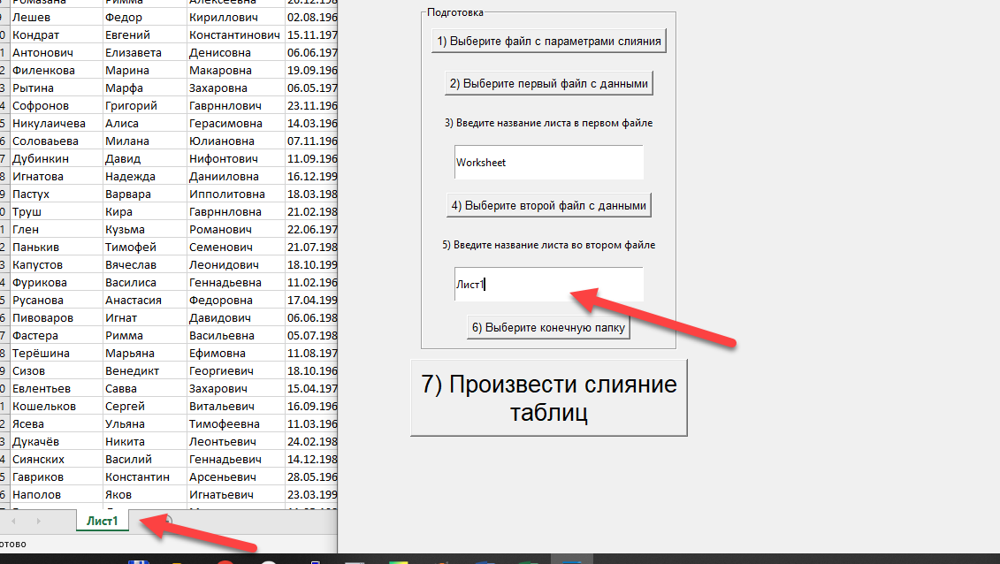 Ромазана Римма Алексеевна
9 Лешев Федор Кириллович 02.08.196
0 Кондрат Евгений Константинович 15.11.197
1 Антонович Елизавета Денисовна 06.06.197
2 Филенкова Марина Макаровна 19.09.196
3 Рытина Марфа Захаровна 06.05.197
4 Софронов Григорий Гаврннлович 23.11.196
5 Никулаичева Алиса Герасимовна 14.03.196
6 Соловаьева Милана Юлиановна 07.11.196
7 Дубинкин Давид Нифонтович 11.09.196
8 Игнатова Надежда Данииловна 16.12.199
9 Пастух Варвара Ипполитовна 18.03.198
0 Труш Кира Гаврннловна 21.02.198
1 Глен Кузьма Романович 22.06.197
2 Панькив Тимофей Семенович 21.07.198
3 Капустов Вячеслав Леонидович 18.10.199
4 Фурикова Василиса Геннадьевна 11.02.196
5 Русанова Анастасия Федоровна 17.04.199
6 Пивоваров Игнат Давидович 06.06.198
7 Фастера Римма Васильевна 05.07.198
8 Терёшина Марьяна Ефимовна 11.08.197
9 Сизов Венедикт Георгиевич 18.10.196
0 Евлентьев Савва Захарович 15.04.197
1 Кошельков Сергей Витальевич 16.09.196
2 Ясева Ульяна Тимофеевна 11.03.196
3 Дукачёв Никита Леонтьевич 24.02.198
4 Сиянских Василий Геннадьевич 14.12.198
5 Гавриков Константин Арсеньевич 28.05.196
6 Наполов Яков Игнатьевич 23.03.199
Лист1
отово
Подготовка
1) Выберите файл с параметрами слияния
2) Выберите первый файл с данными
3) Введите название листа в первом файле
Worksheet
4) Выберите второй файл с данными
5) Введите название листа во втором файле
Лист1
6) Выберите конечную папку
7) Произвести слияние
таблиц